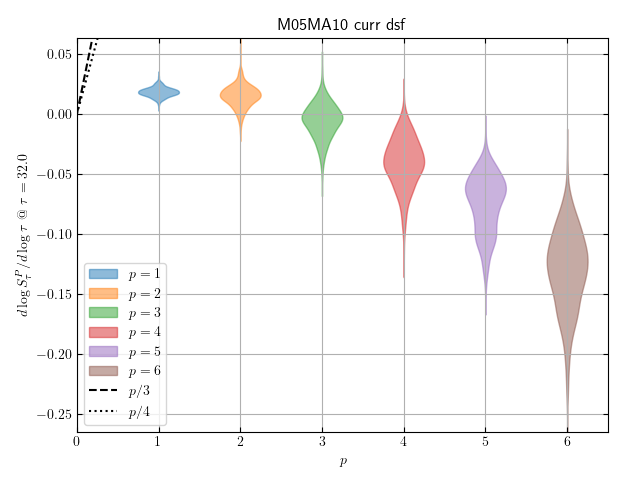 M05MA10 curr dsf
0.05
0.00
−0.05
−0.10
−0.15
−0.20
−0.25
d log S_τ^P / d log τ @ τ = 32.0
p = 1
p = 2
p = 3
p = 4
p = 5
p = 6
p/3
p/4
0 1 2 3 4 5 6
p